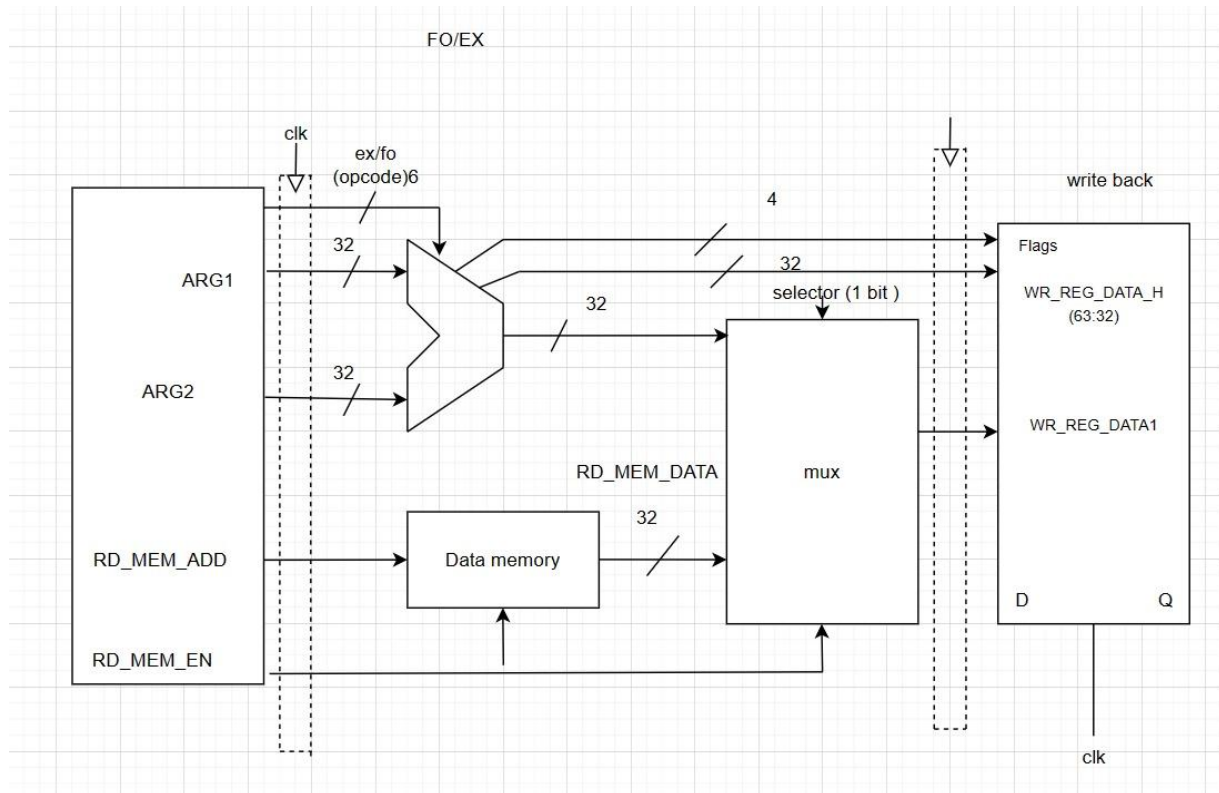 FO/EX
clk
ex/fo
(opcode)6
write back
4
32
32
Flags
ARG1
selector (1 bit )
WR_REG_DATA_H
(63:32)
32
32
ARG2
WR_REG_DATA1
RD_MEM_DATA
mux
32
RD_MEM_ADD
Data memory
D
Q
RD_MEM_EN
clk